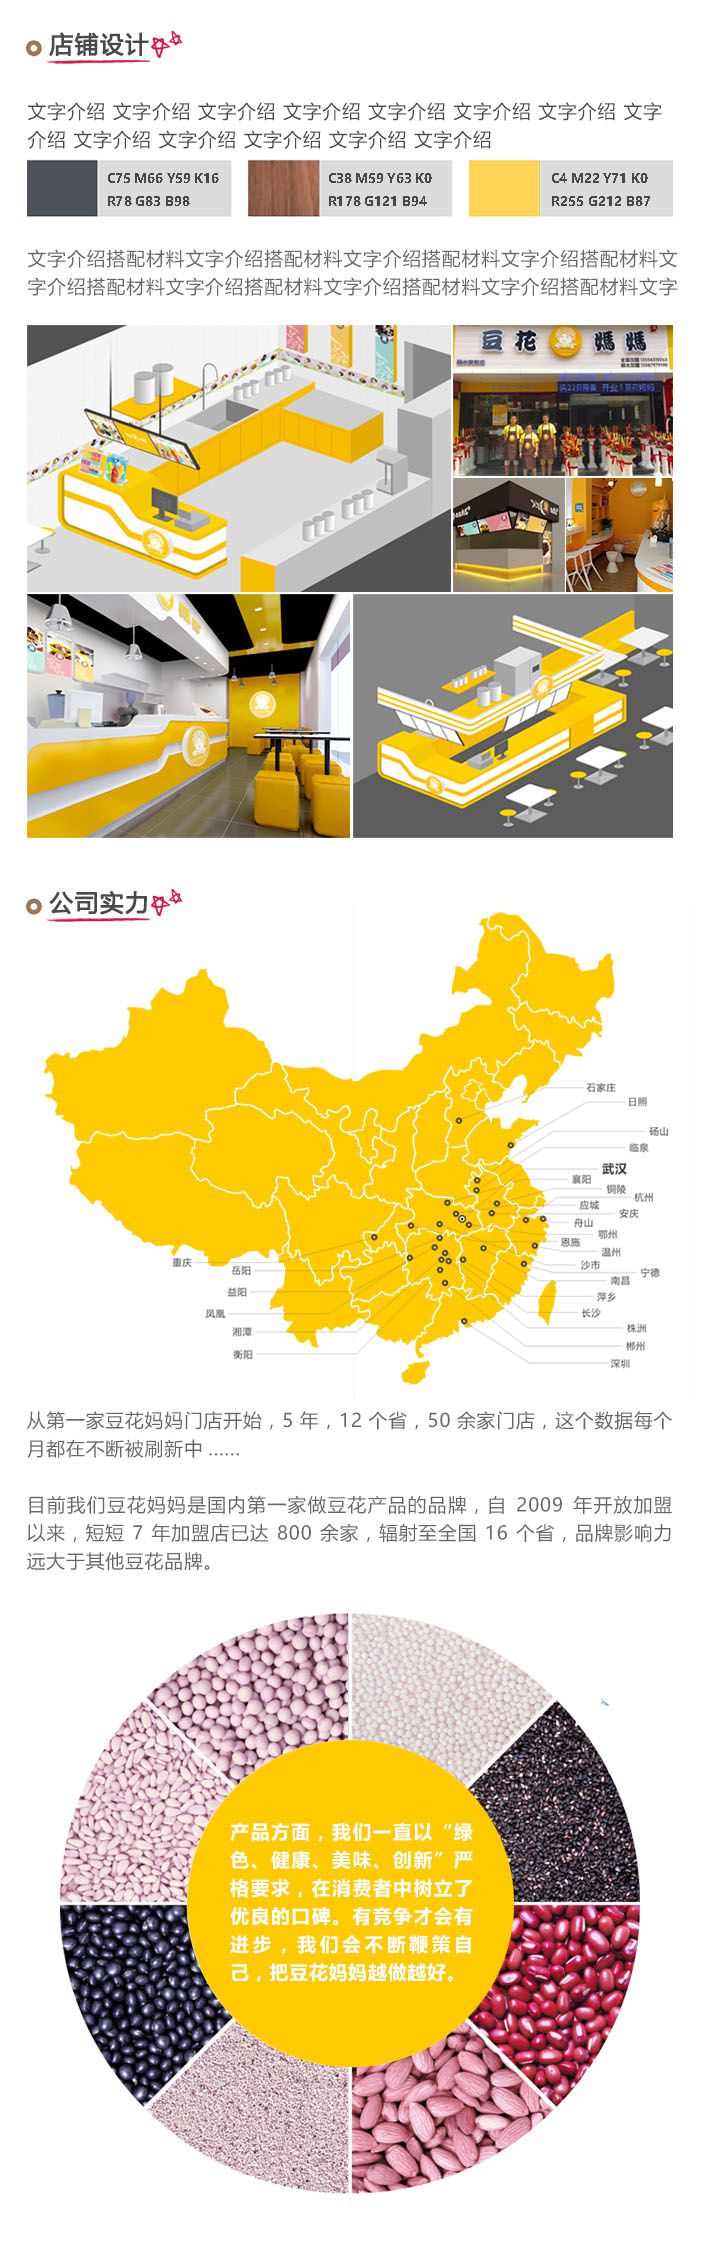 店铺设计
文字介绍 文字介绍 文字介绍 文字介绍 文字介绍 文字介绍 文字介绍 文字
介绍 文字介绍 文字介绍 文字介绍 文字介绍 文字介绍
C75 M66 Y59 K16
R78 G83 B98
C38 M59 Y63 K0
R178 G121 B94
C4 M22 Y71 K0
R255 G212 B87
文字介绍搭配材料文字介绍搭配材料文字介绍搭配材料文字介绍搭配材料文
字介绍搭配材料文字介绍搭配材料文字介绍搭配材料文字介绍搭配材料文字
豆花 媽媽
公司实力
石家庄
日照
砀山
临泉
武汉
襄阳
铜陵
杭州
应城
安庆
舟山
鄂州
恩施
温州
重庆
沙市
岳阳
宁德
南昌
益阳
萍乡
凤凰
长沙
湘潭
株洲
郴州
衡阳
深圳
从第一家豆花妈妈门店开始，5 年，12 个省，50 余家门店，这个数据每个
月都在不断被刷新中 ......
目前我们豆花妈妈是国内第一家做豆花产品的品牌，自 2009 年开放加盟
以来，短短 7 年加盟店已达 800 余家，辐射至全国 16 个省，品牌影响力
远大于其他豆花品牌。
产品方面，我们一直以“绿
色、健康、美味、创新”严
格要求，在消费者中树立了
优良的口碑。有竞争才会有
进步，我们会不断鞭策自
己，把豆花妈妈越做越好。